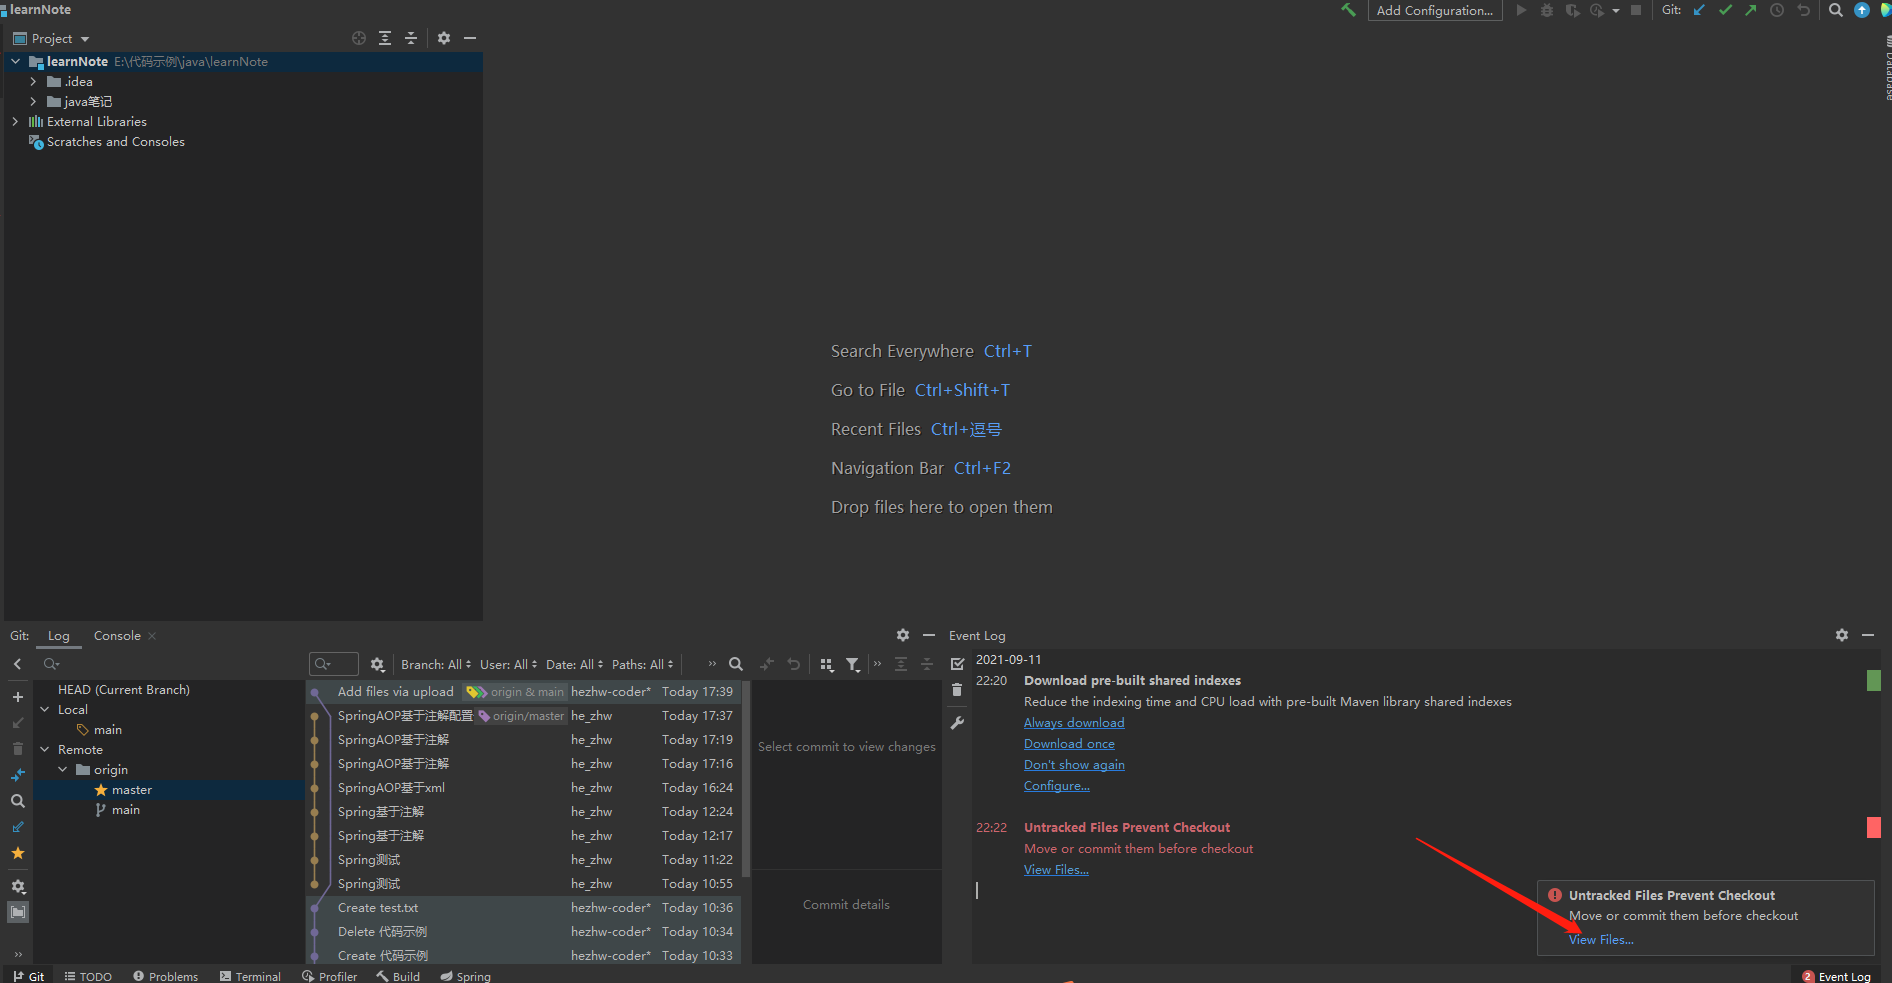 learnNote
Add Configuration...
Git:
Project
learnNote E:\代码示例\java\learnNote
.idea
java笔记
External Libraries
Scratches and Consoles
Database
Search Everywhere Ctrl+T
Go to File Ctrl+Shift+T
Recent Files Ctrl+逗号
Navigation Bar Ctrl+F2
Drop files here to open them
Git: Log Console
Branch: All User: All Date: All Paths: All
HEAD (Current Branch)
Local
main
Remote
origin
master
main
Add files via upload origin & main hezhw-coder* Today 17:39
SpringAOP基于注解配置 origin/master he_zhw Today 17:37
SpringAOP基于注解 he_zhw Today 17:19
SpringAOP基于注解 he_zhw Today 17:16
SpringAOP基于xml he_zhw Today 16:24
Spring基于注解 he_zhw Today 12:24
Spring基于注解 he_zhw Today 12:17
Spring测试 he_zhw Today 11:22
Spring测试 he_zhw Today 10:55
Create test.txt hezhw-coder* Today 10:36
Delete 代码示例 hezhw-coder* Today 10:34
Create 代码示例 hezhw-coder* Today 10:33
Select commit to view changes
Commit details
Event Log
2021-09-11
22:20 Download pre-built shared indexes
Reduce the indexing time and CPU load with pre-built Maven library shared indexes
Always download
Download once
Don't show again
Configure...
22:22 Untracked Files Prevent Checkout
Move or commit them before checkout
View Files...
Untracked Files Prevent Checkout
Move or commit them before checkout
View Files...
Git TODO Problems Terminal Profiler Build Spring
2 Event Log